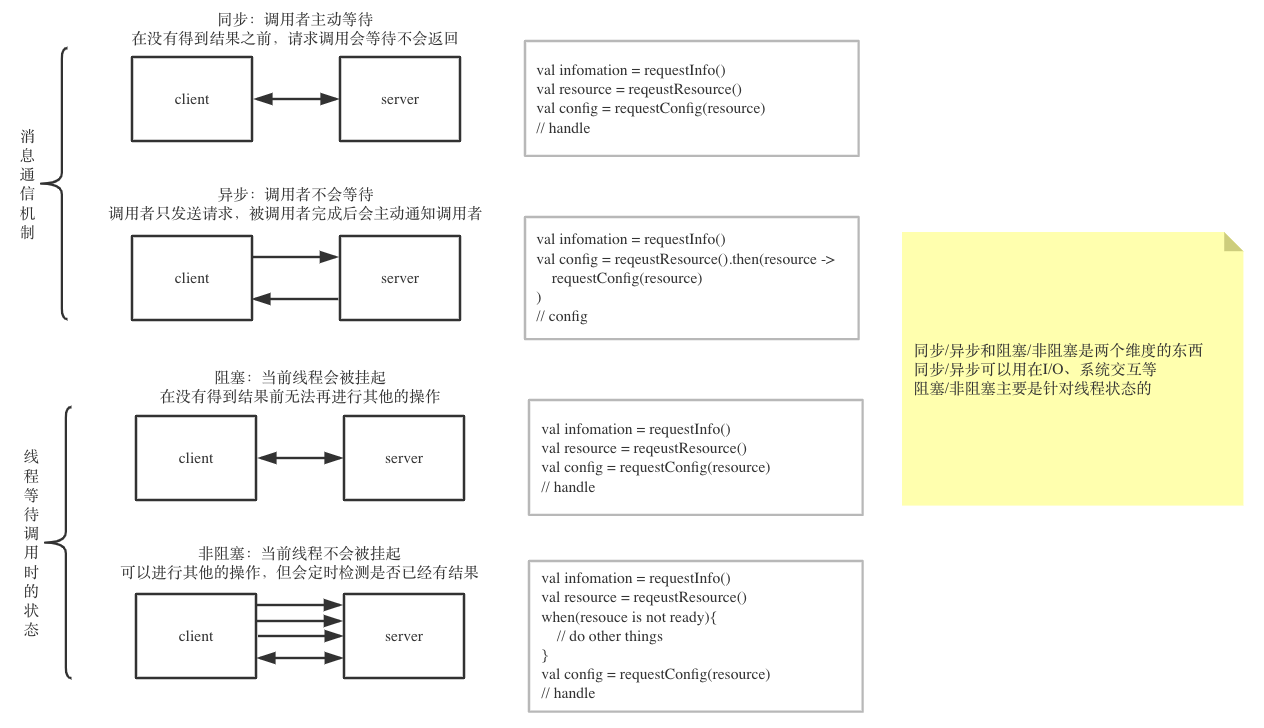 同步：调用者主动等待
在没有得到结果之前，请求调用会等待不会返回
client
server
val infomation = requestInfo()
val resource = reqeustResource()
val config = requestConfig(resource)
// handle
消息通信机制
异步：调用者不会等待
调用者只发送请求，被调用者完成后会主动通知调用者
client
server
val infomation = requestInfo()
val config = reqeustResource().then(resource ->
requestConfig(resource)
)
// config
同步/异步和阻塞/非阻塞是两个维度的东西
同步/异步可以用在I/O、系统交互等
阻塞/非阻塞主要是针对线程状态的
阻塞：当前线程会被挂起
在没有得到结果前无法再进行其他的操作
client
server
val infomation = requestInfo()
val resource = reqeustResource()
val config = requestConfig(resource)
// handle
线程等待调用时的状态
非阻塞：当前线程不会被挂起
可以进行其他的操作，但会定时检测是否已经有结果
client
server
val infomation = requestInfo()
val resource = reqeustResource()
when(resouce is not ready){
// do other things
}
val config = requestConfig(resource)
// handle